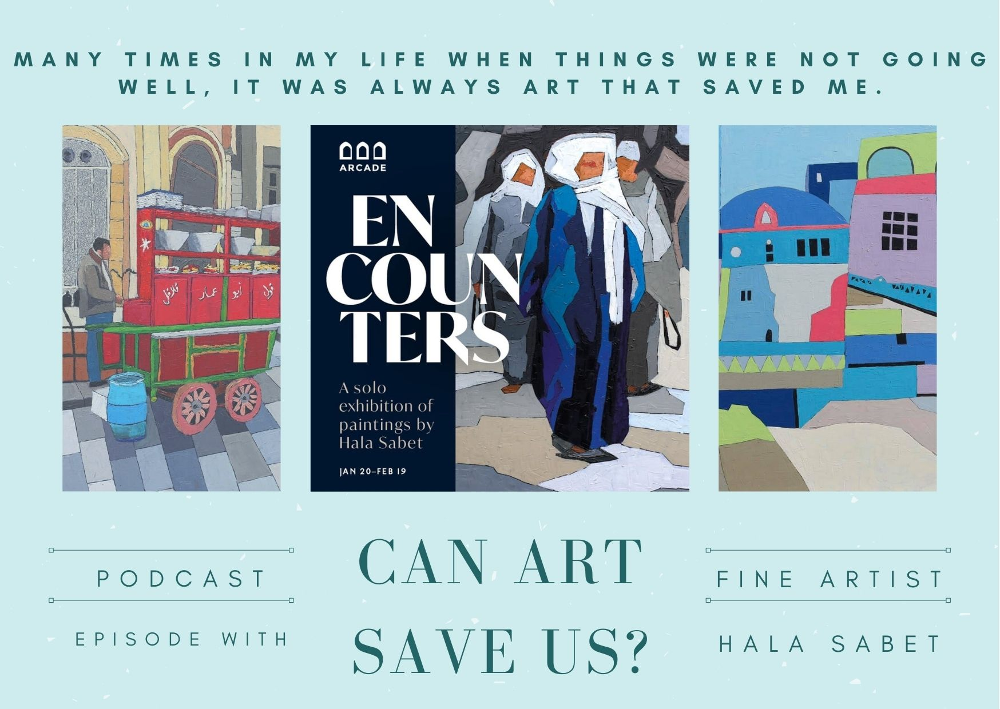 MANY TIMES IN MY LIFE WHEN THINGS WERE NOT GOING
WELL, IT WAS ALWAYS ART THAT SAVED ME.
فول
أبو
عمار
فلافل
ARCADE
EN
COUN
TERS
A solo
exhibition of
paintings by
Hala Sabet
JAN 20–FEB 19
PODCAST
EPISODE WITH
CAN ART
SAVE US?
FINE ARTIST
HALA SABET